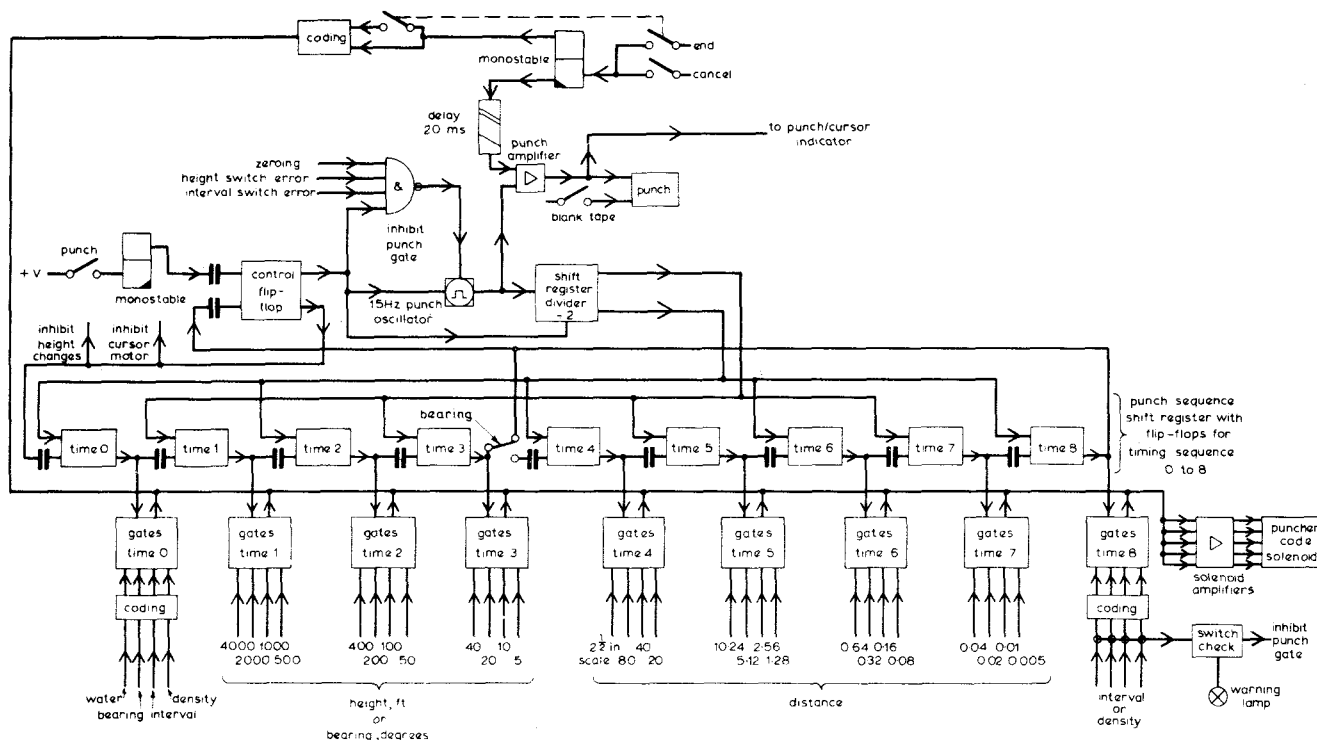 coding
monostable
end
cancel
delay
20 ms
to punch/cursor
indicator
punch
amplifier
zeroing
height switch error
interval switch error
&
punch
blank tape
inhibit
punch
gate
+V
punch
monostable
control
flip-
flop
15Hz punch
oscillator
shift
register
divider
-2
inhibit
height
changes
inhibit
cursor
motor
bearing
time 0
time 1
time 2
time 3
time 4
time 5
time 6
time 7
time 8
punch sequence
shift register with
flip-flops for
timing sequence
0 to 8
gates
time 0
gates
time 1
gates
time 2
gates
time 3
gates
time 4
gates
time 5
gates
time 6
gates
time 7
gates
time 8
puncher
code
solenoid
solenoid
amplifiers
coding
coding
switch
check
inhibit
punch
gate
warning
lamp
4000 1000
2000 500
400 100
200 50
40 10
20 5
2½in 40
scale 80 20
10·24 2·56
5·12 1·28
0·64 0·16
0·32 0·08
0·04 0·01
0·02 0·005
water density
bearing interval
height, ft
or
bearing, degrees
distance
interval
or
density